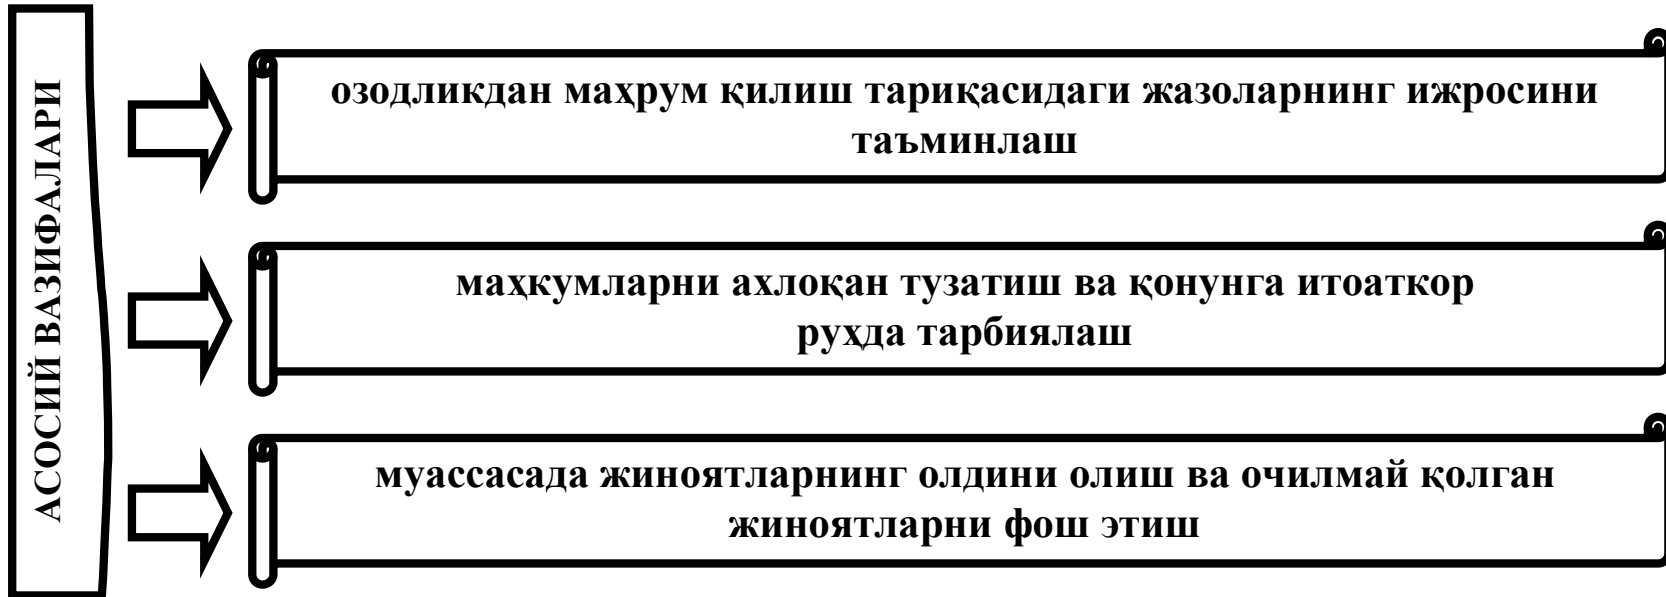 АСОСИЙ ВАЗИФАЛАРИ
озодликдан маҳрум қилиш тариқасидаги жазоларнинг ижросини
таъминлаш
маҳкумларни ахлоқан тузатиш ва қонунга итоаткор
руҳда тарбиялаш
муассасада жиноятларнинг олдини олиш ва очилмай қолган
жиноятларни фош этиш